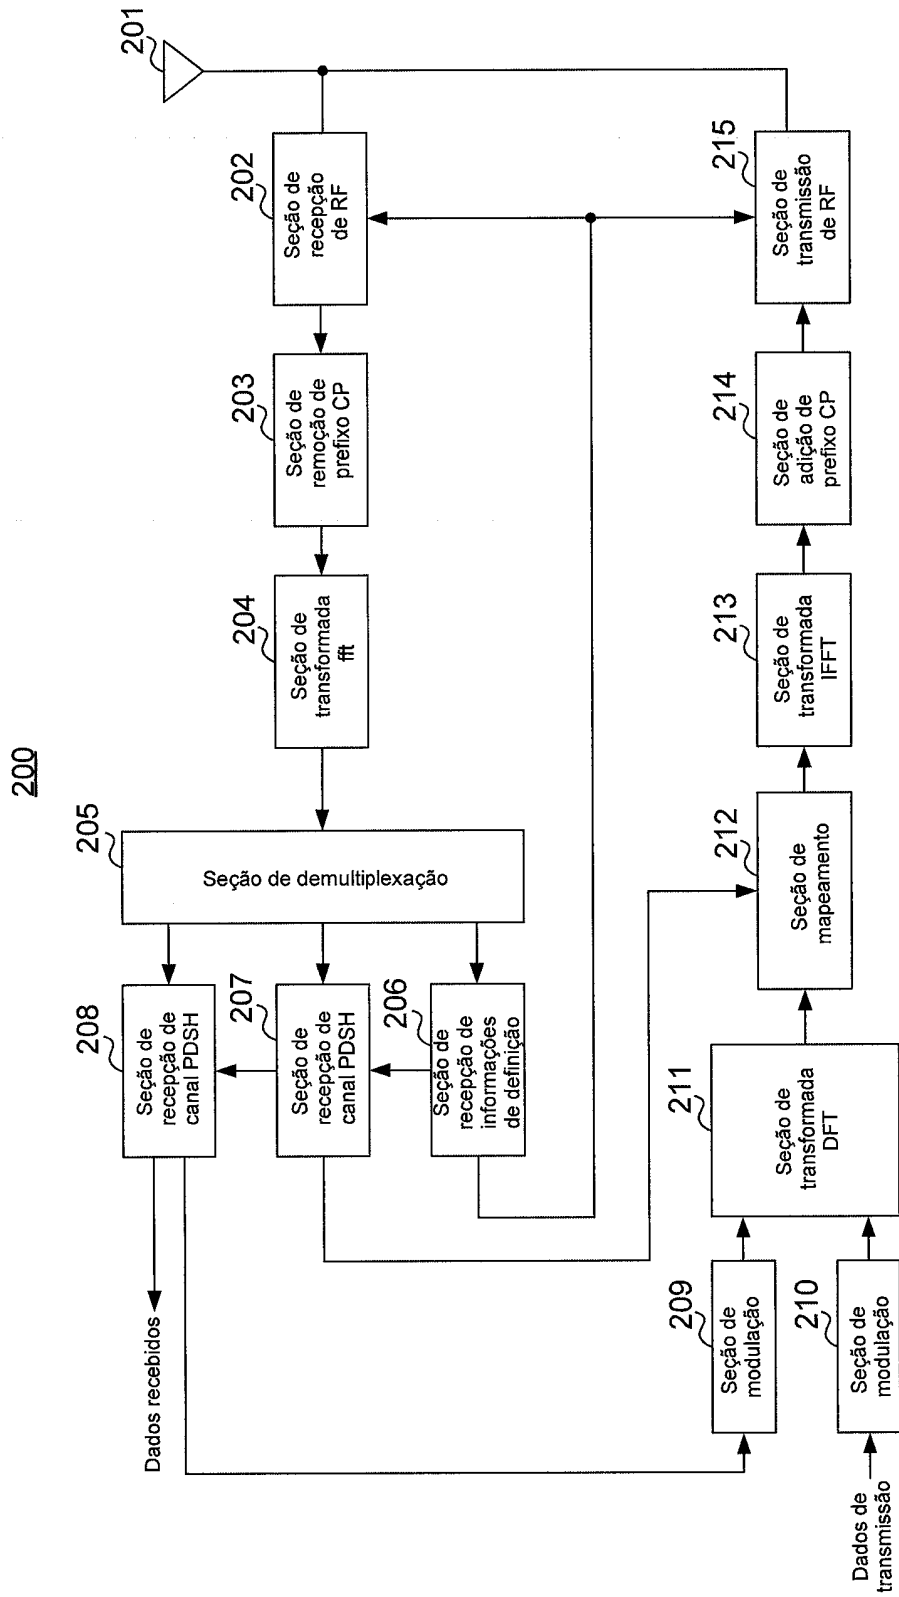 200
201
202
Seção de
recepção
de RF
203
Seção de
remoção de
prefixo CP
204
Seção de
transformada
fft
205
Seção de demultiplexação
206
Seção de
recepção de
informações
de definição
207
Seção de
recepção de
canal PDSH
208
Seção de
recepção de
canal PDSH
Dados recebidos
209
Seção de
modulação
210
Seção de
modulação
Dados de
transmissão
211
Seção de
transformada
DFT
212
Seção de
mapeamento
213
Seção de
transformada
IFFT
214
Seção de
adição de
prefixo CP
215
Seção de
transmissão
de RF